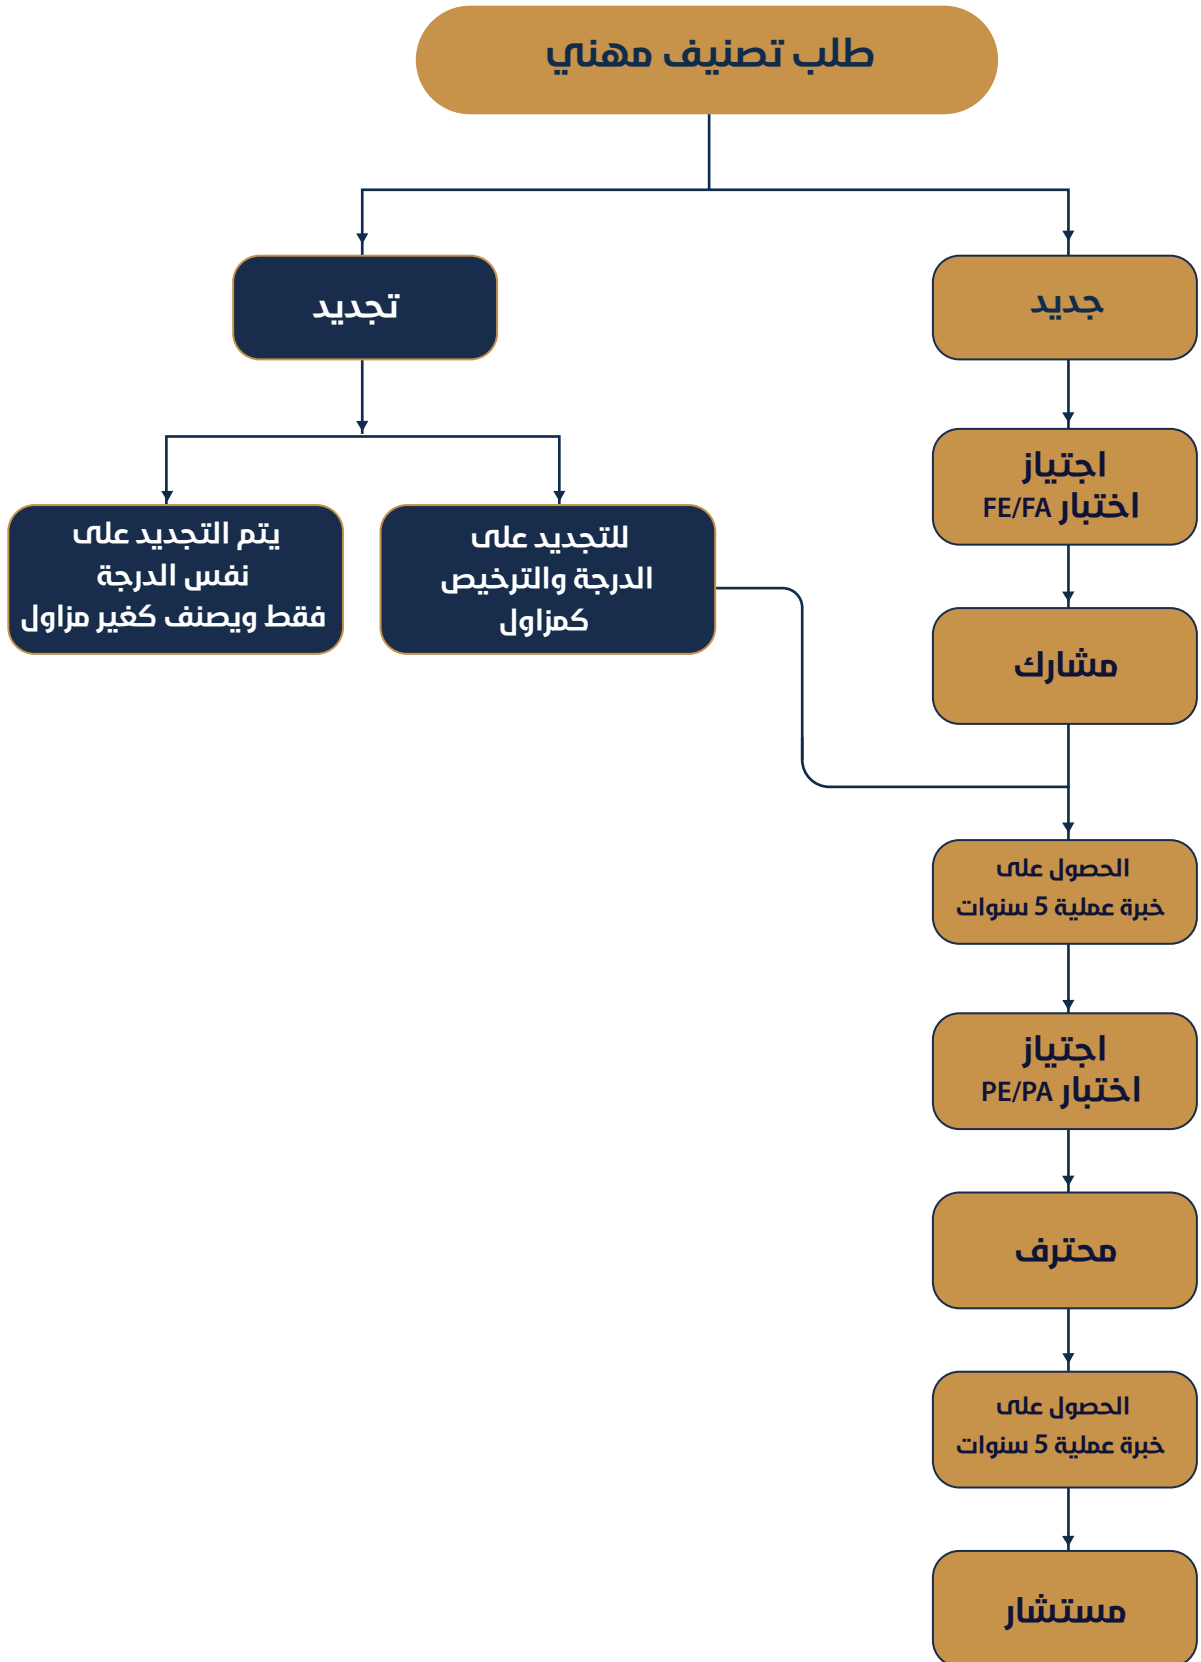 طلب تصنيف مهني
جديد
تجديد
اجتياز
اختبار FE/FA
للتجديد على
الدرجة والترخيص
كمزاول
يتم التجديد على
نفس الدرجة
فقط ويصنف كغير مزاول
مشارك
الحصول على
خبرة عملية 5 سنوات
اجتياز
اختبار PE/PA
محترف
الحصول على
خبرة عملية 5 سنوات
مستشار